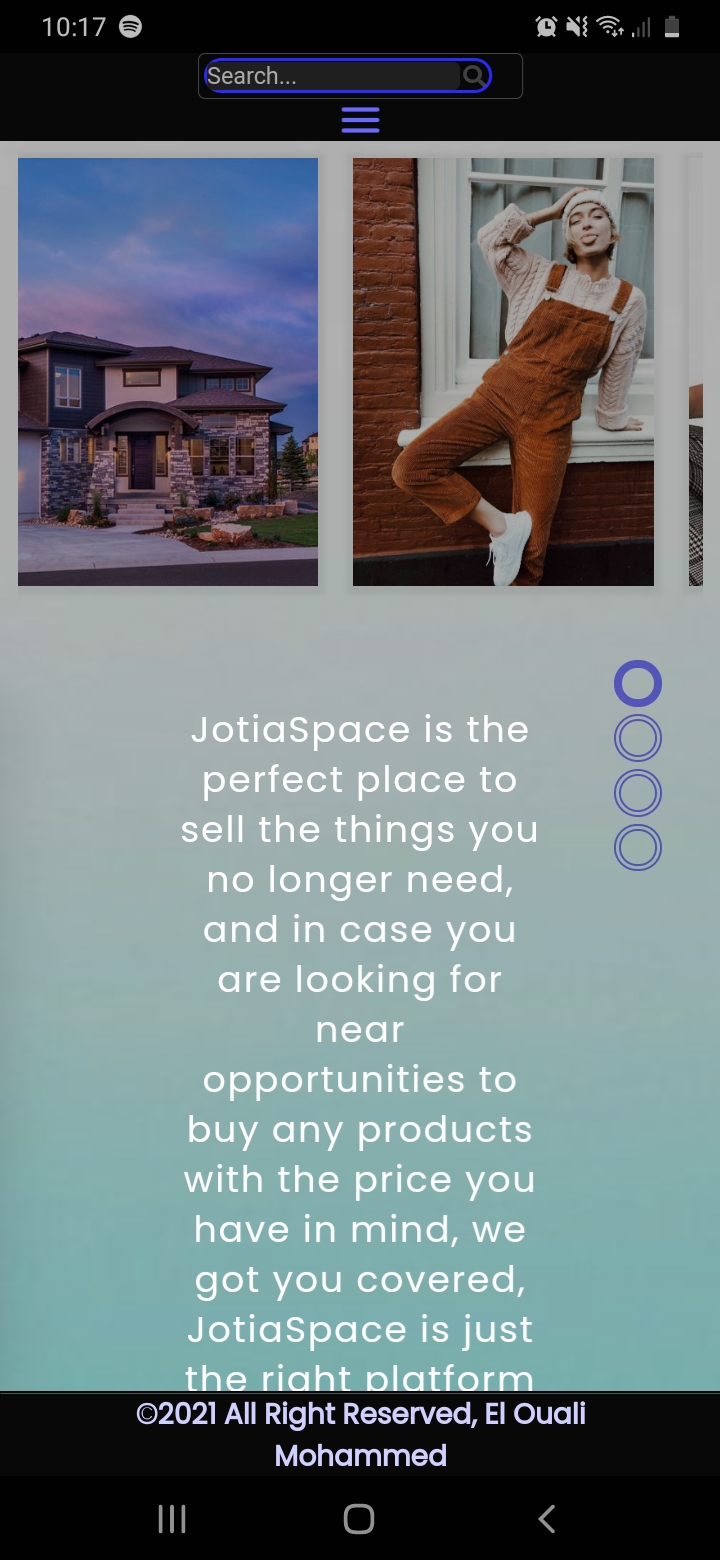 10:17
Search...
JotiaSpace is the
perfect place to
sell the things you
no longer need,
and in case you
are looking for
near
opportunities to
buy any products
with the price you
have in mind, we
got you covered,
JotiaSpace is just
the right platform
©2021 All Right Reserved, El Ouali
Mohammed